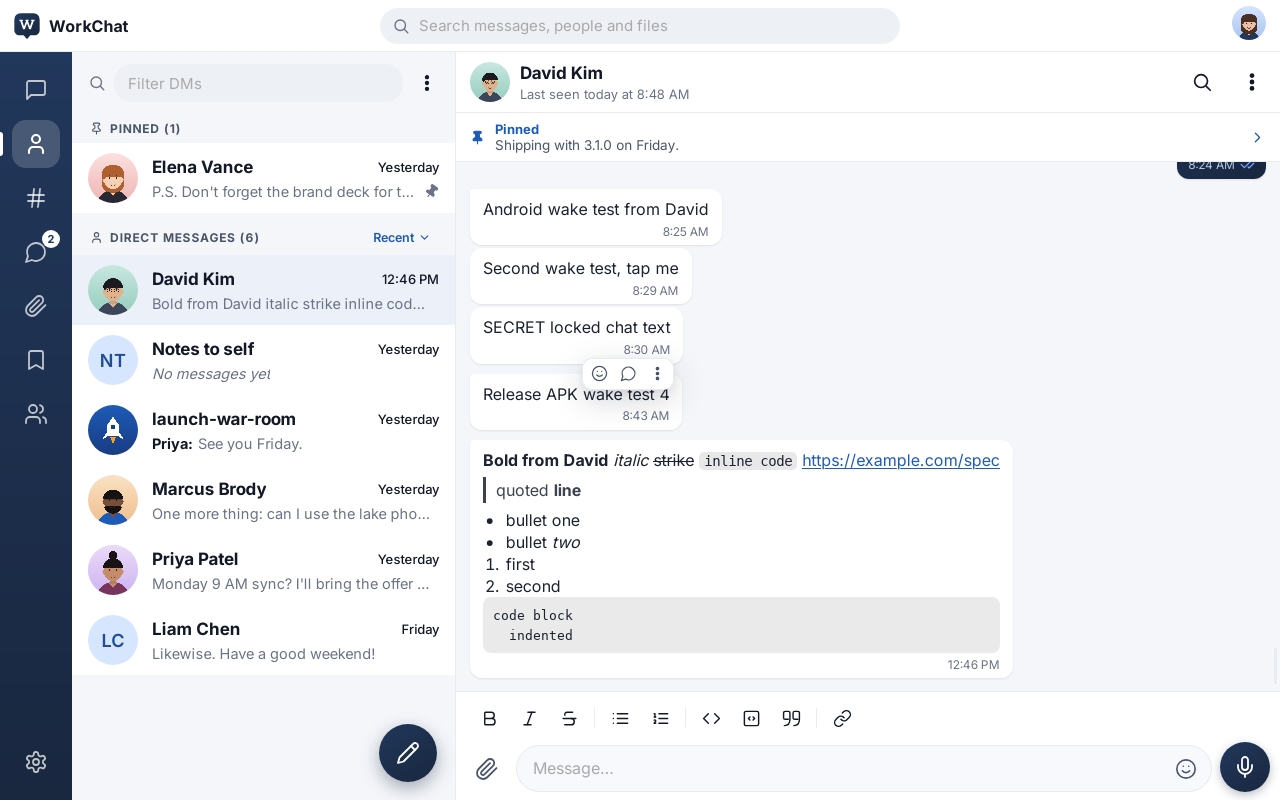 W WorkChat
Search messages, people and files
2
Filter DMs
PINNED (1)
Elena Vance
Yesterday
P.S. Don't forget the brand deck for t...
DIRECT MESSAGES (6)
Recent
David Kim
12:46 PM
Bold from David italic strike inline cod...
NT
Notes to self
Yesterday
No messages yet
launch-war-room
Yesterday
Priya: See you Friday.
Marcus Brody
Yesterday
One more thing: can I use the lake pho...
Priya Patel
Yesterday
Monday 9 AM sync? I'll bring the offer ...
LC
Liam Chen
Friday
Likewise. Have a good weekend!
David Kim
Last seen today at 8:48 AM
Pinned
Shipping with 3.1.0 on Friday.
8:24 AM
Android wake test from David
8:25 AM
Second wake test, tap me
8:29 AM
SECRET locked chat text
8:30 AM
Release APK wake test 4
8:43 AM
Bold from David italic strike inline code https://example.com/spec
quoted line
• bullet one
• bullet two
1. first
2. second
code block
  indented
12:46 PM
B I S
Message...